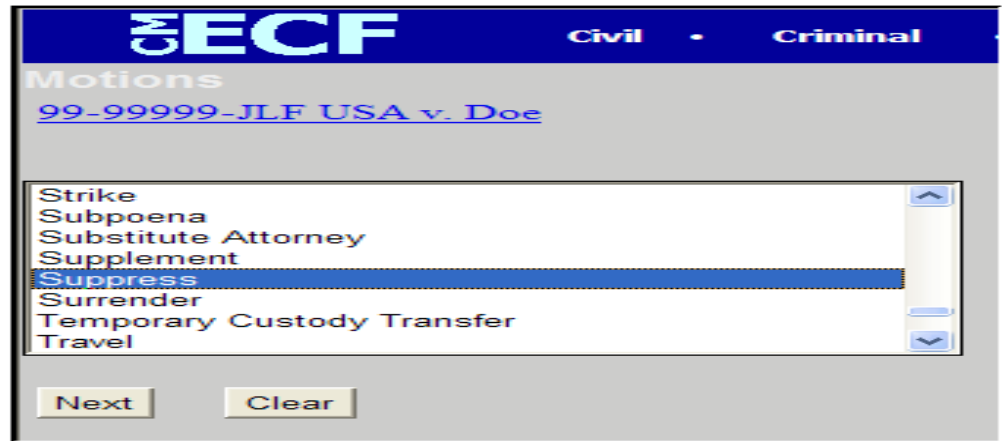 CM ECF Civil • Criminal
Motions
99-99999-JLF USA v. Doe
Strike
Subpoena
Substitute Attorney
Supplement
Suppress
Surrender
Temporary Custody Transfer
Travel
Next Clear